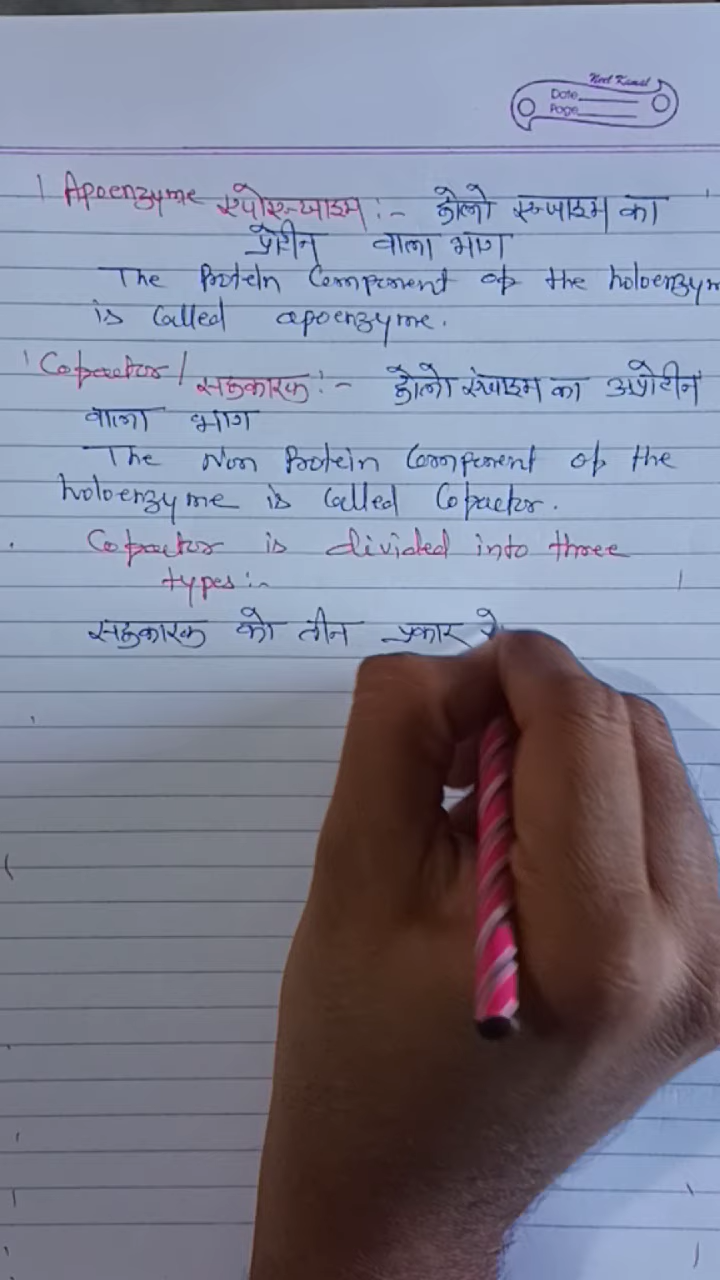 Neel Kamal
Date
Page
Apoenzyme एपोएन्जाइम :- होलो एन्जाइम का
प्रोटीन वाला भाग
The Protein Component of the holoenzym
is Called apoenzyme.
Cofactor / सहकारक :- होलो एंजाइम का अप्रोटीन
वाला भाग
The Non Protein Component of the
holoenzyme is Called Cofactor.
Cofactor is divided into three
types :-
सहकारक को तीन प्रकार